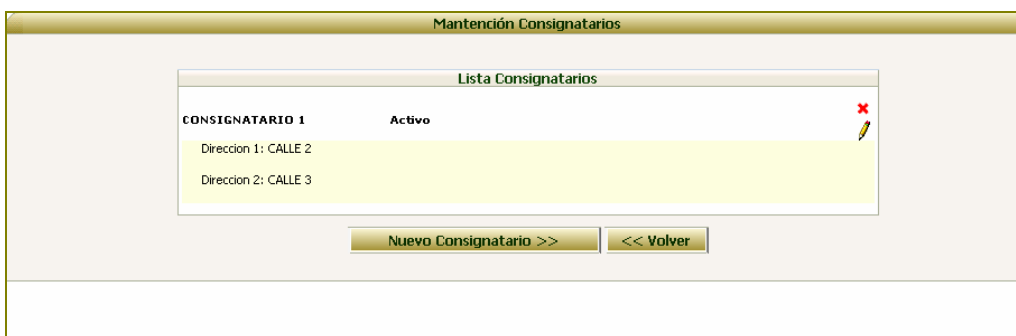 Mantención Consignatarios
Lista Consignatarios
CONSIGNATARIO 1 Activo
Direccion 1: CALLE 2
Direccion 2: CALLE 3
Nuevo Consignatario >> << Volver